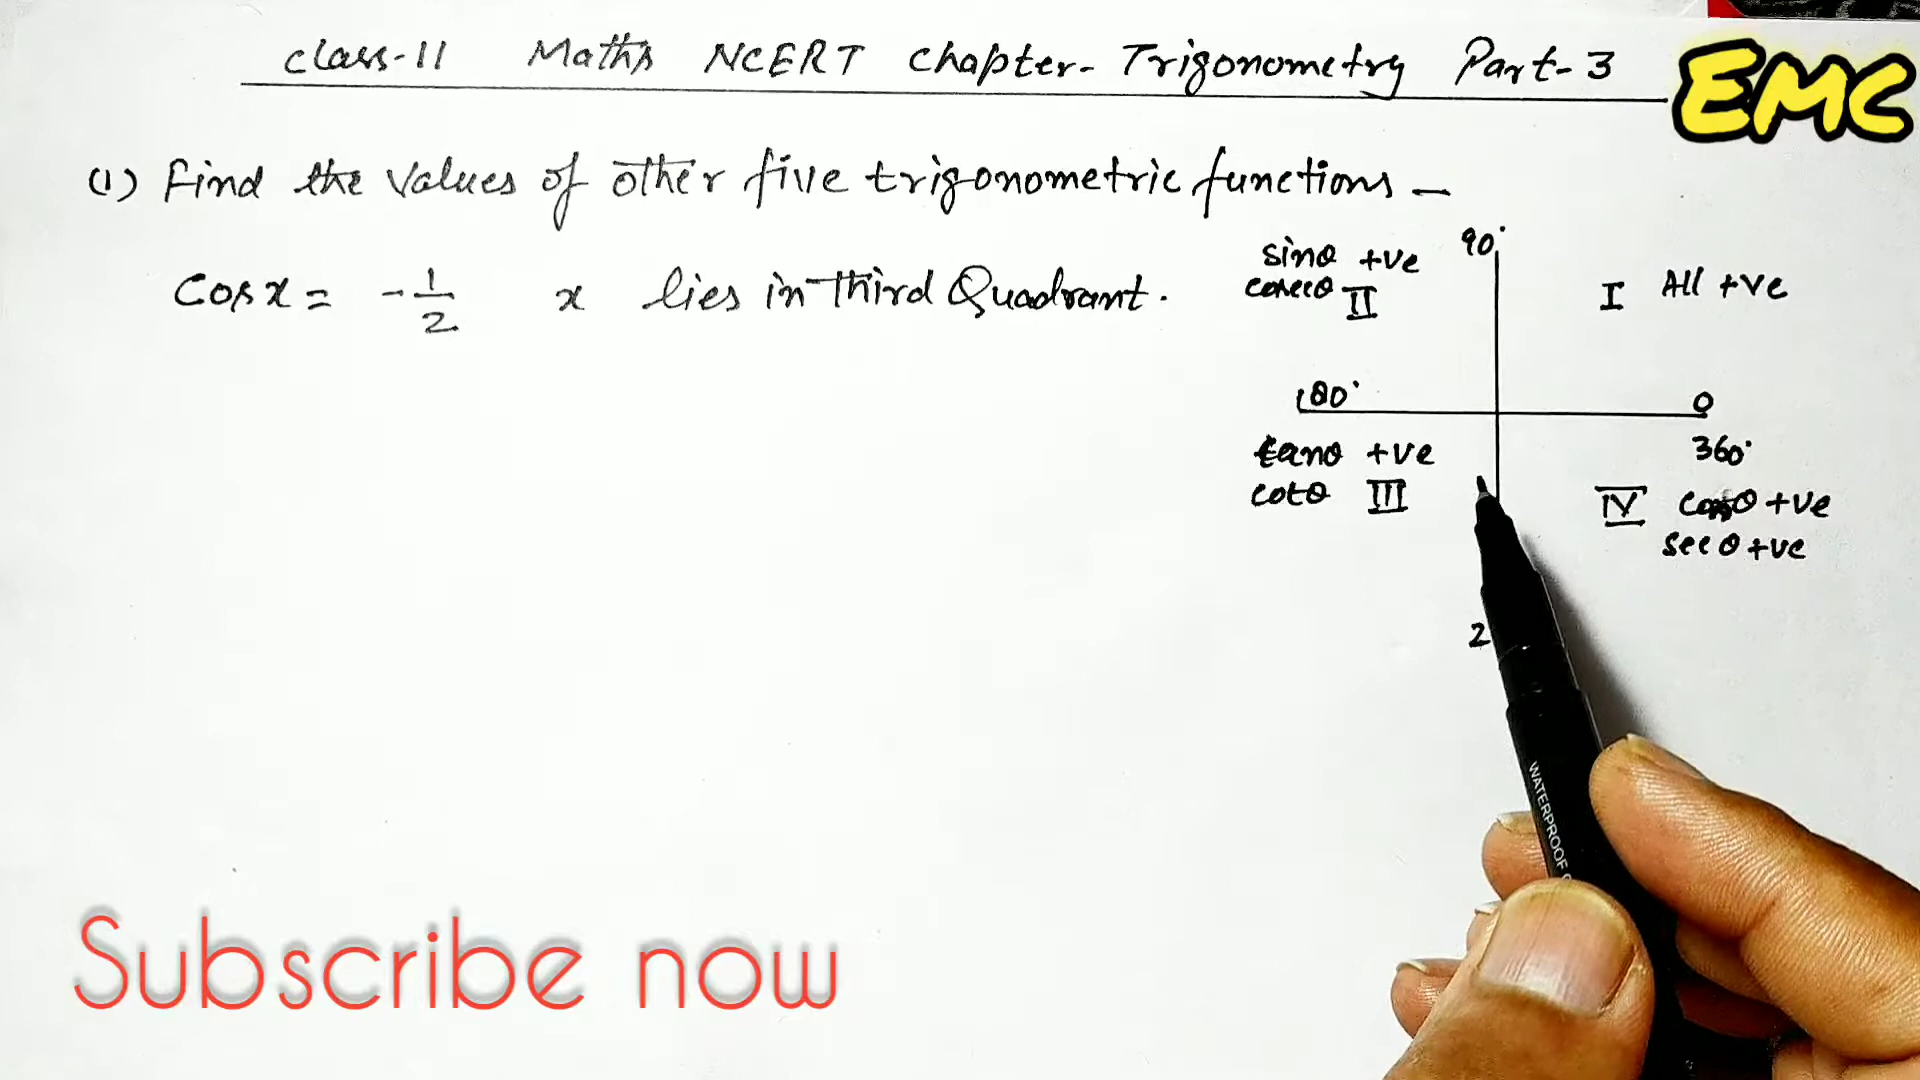 class-11 Maths NCERT Chapter- Trigonometry Part-3
EMC
(1) Find the values of other five trigonometric functions -
Cosx = -1/2 x lies in third Quadrant.
90°
sinθ +ve
cosecθ II
I All +ve
180°
0
360°
tanθ +ve
cotθ III
IV cosθ +ve
secθ +ve
2
WATERPROOF
Subscribe now